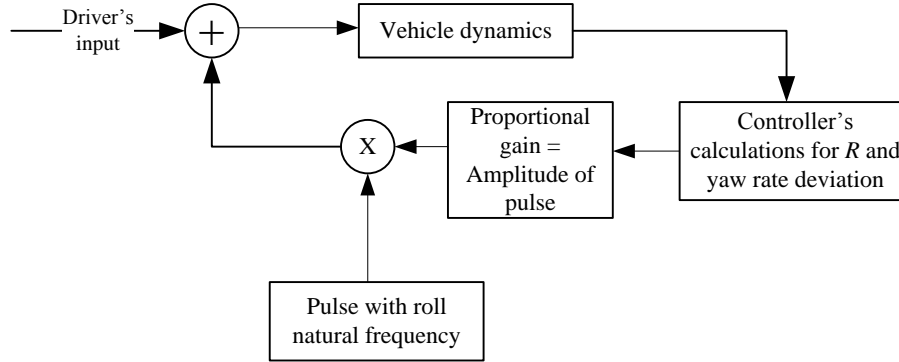 Driver's
input
+
Vehicle dynamics
Controller's
calculations for R and
yaw rate deviation
Proportional
gain =
Amplitude of
pulse
X
Pulse with roll
natural frequency